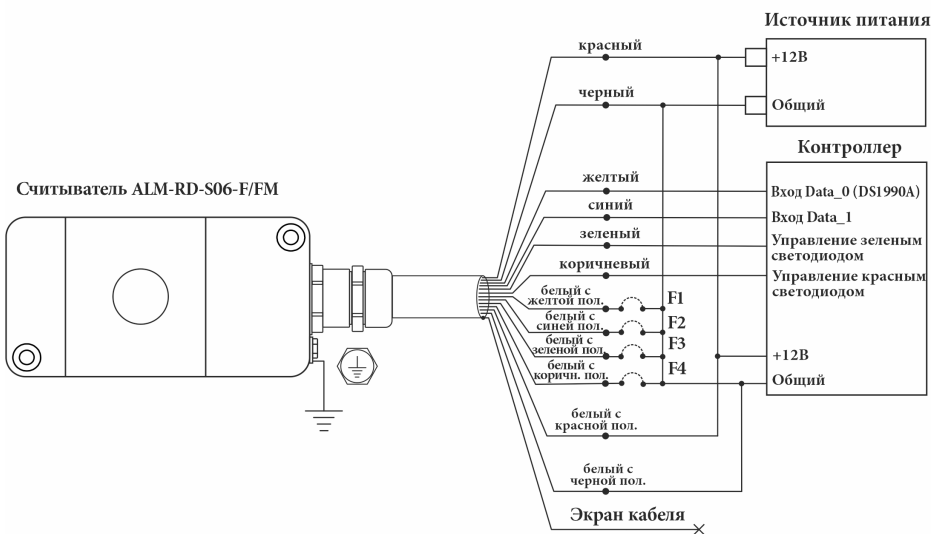 Источник питания
красный
+12В
черный
Общий
Контроллер
Считыватель ALM-RD-S06-F/FM
желтый
Вход Data_0 (DS1990A)
синий
Вход Data_1
зеленый
Управление зеленым
светодиодом
коричневый
Управление красным
светодиодом
белый с
желтой пол.
F1
белый с
синей пол.
F2
белый с
зеленой пол.
F3
белый с
коричн. пол.
F4
+12В
Общий
белый с
красной пол.
белый с
черной пол.
Экран кабеля